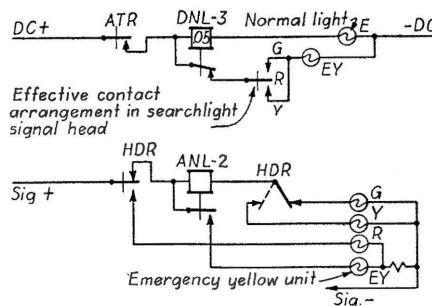 DC+ ATR DNL-3 Normal light E -DC
.05
G EY
R
Y
Effective contact
arrangement in searchlight
signal head
HDR ANL-2 HDR
Sig + G
Y
R
EY
Emergency yellow unit
Sig.-